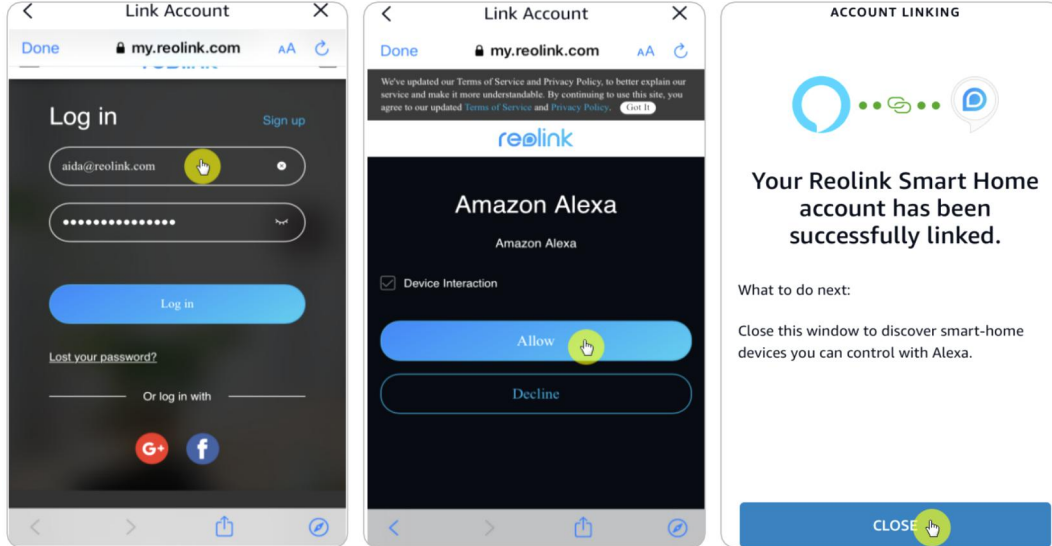 Link Account
Done
my.reolink.com
AA
Log in
Sign up
aida@reolink.com
Log in
Lost your password?
Or log in with
G+
f
Link Account
Done
my.reolink.com
AA
We've updated our Terms of Service and Privacy Policy, to better explain our
service and make it more understandable. By continuing to use this site, you
agree to our updated Terms of Service and Privacy Policy. Got It
reolink
Amazon Alexa
Amazon Alexa
Device Interaction
Allow
Decline
ACCOUNT LINKING
Your Reolink Smart Home
account has been
successfully linked.
What to do next:
Close this window to discover smart-home
devices you can control with Alexa.
CLOSE